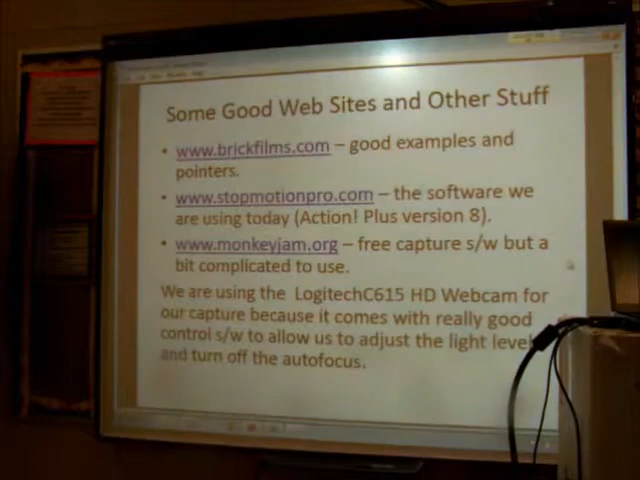 Some Good Web Sites and Other Stuff
• www.brickfilms.com – good examples and
pointers.
• www.stopmotionpro.com – the software we
are using today (Action! Plus version 8).
• www.monkeyjam.org – free capture s/w but a
bit complicated to use.
We are using the LogitechC615 HD Webcam for
our capture because it comes with really good
control s/w to allow us to adjust the light level
and turn off the autofocus.